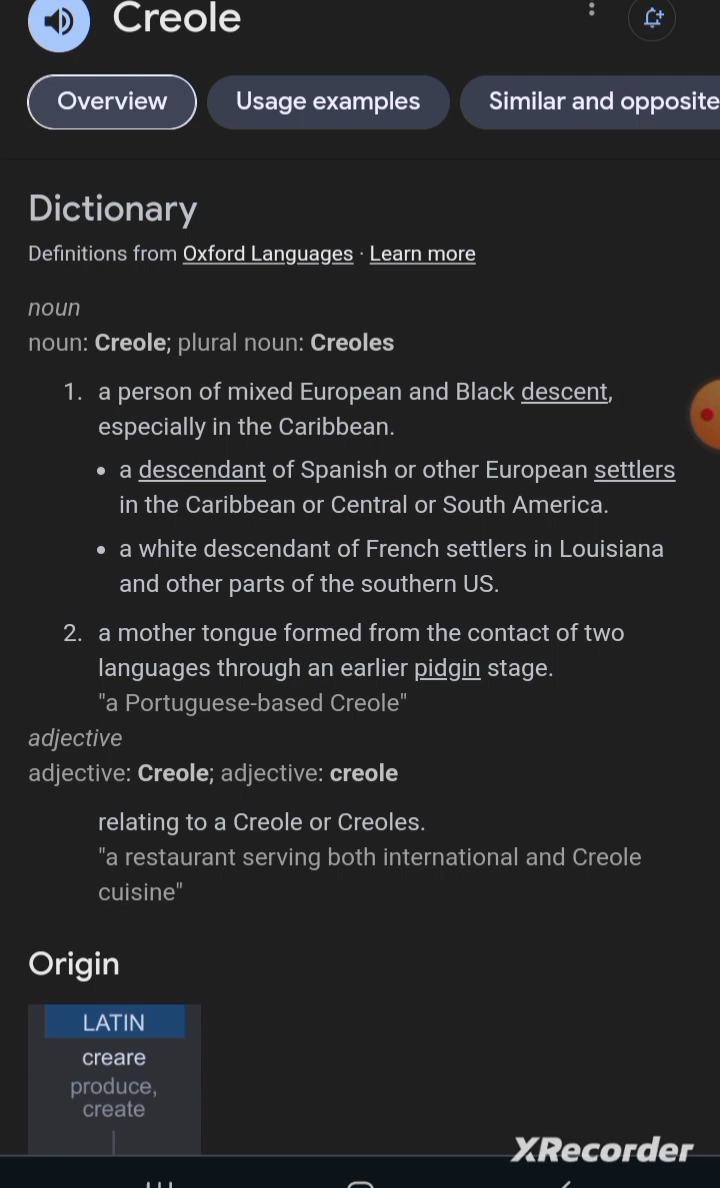 Creole
Overview
Usage examples
Similar and opposite
Dictionary
Definitions from Oxford Languages · Learn more
noun
noun: Creole; plural noun: Creoles
1. a person of mixed European and Black descent,
especially in the Caribbean.
• a descendant of Spanish or other European settlers
in the Caribbean or Central or South America.
• a white descendant of French settlers in Louisiana
and other parts of the southern US.
2. a mother tongue formed from the contact of two
languages through an earlier pidgin stage.
"a Portuguese-based Creole"
adjective
adjective: Creole; adjective: creole
relating to a Creole or Creoles.
"a restaurant serving both international and Creole
cuisine"
Origin
LATIN
creare
produce,
create
XRecorder